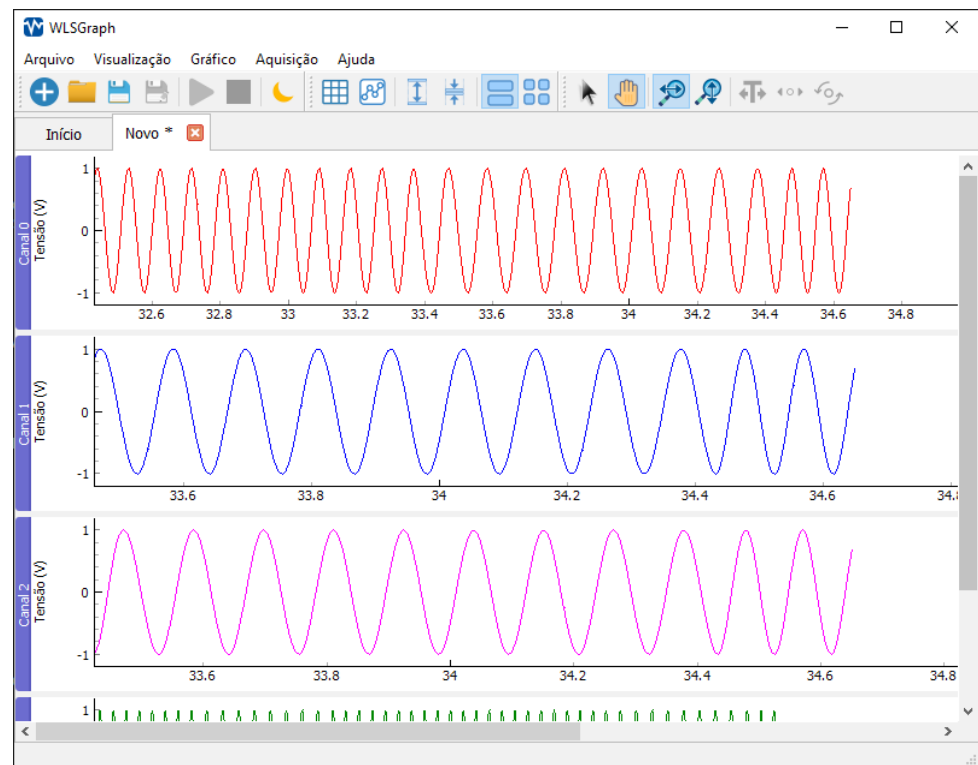 WLSGraph
Arquivo Visualização Gráfico Aquisição Ajuda
Início Novo *
Canal 0
Tensão (V)
1
0
-1
32.6 32.8 33 33.2 33.4 33.6 33.8 34 34.2 34.4 34.6 34.8
Canal 1
Tensão (V)
1
0
-1
33.6 33.8 34 34.2 34.4 34.6 34.8
Canal 2
Tensão (V)
1
0
-1
33.6 33.8 34 34.2 34.4 34.6 34.8
1